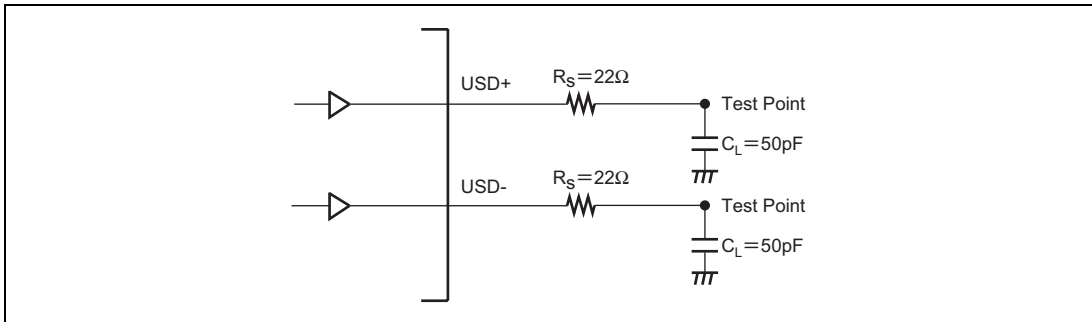 USD+
Rs=22Ω
Test Point
CL=50pF
USD-
Rs=22Ω
Test Point
CL=50pF